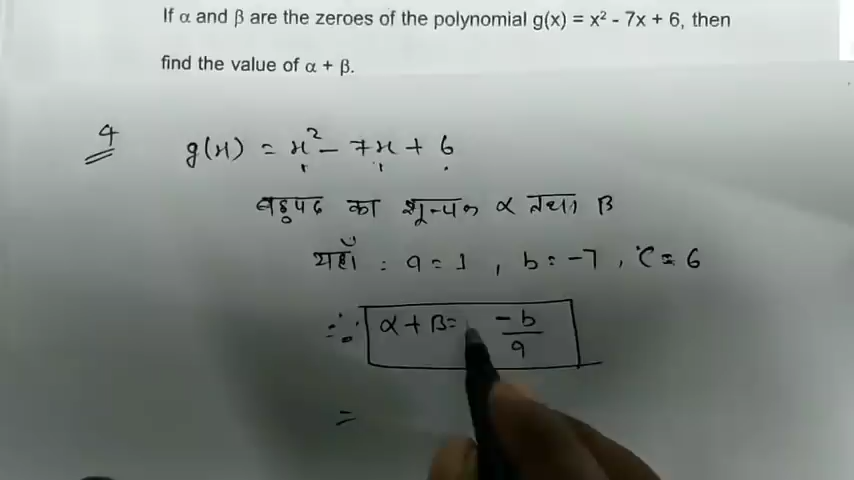 If α and β are the zeroes of the polynomial g(x) = x² - 7x + 6, then
find the value of α + β.
4
g(x) = x² - 7x + 6
बहुपद का शून्यक α तथा β
यहाँ : a = 1 , b = -7 , c = 6
∴ α + β = -b/a
=